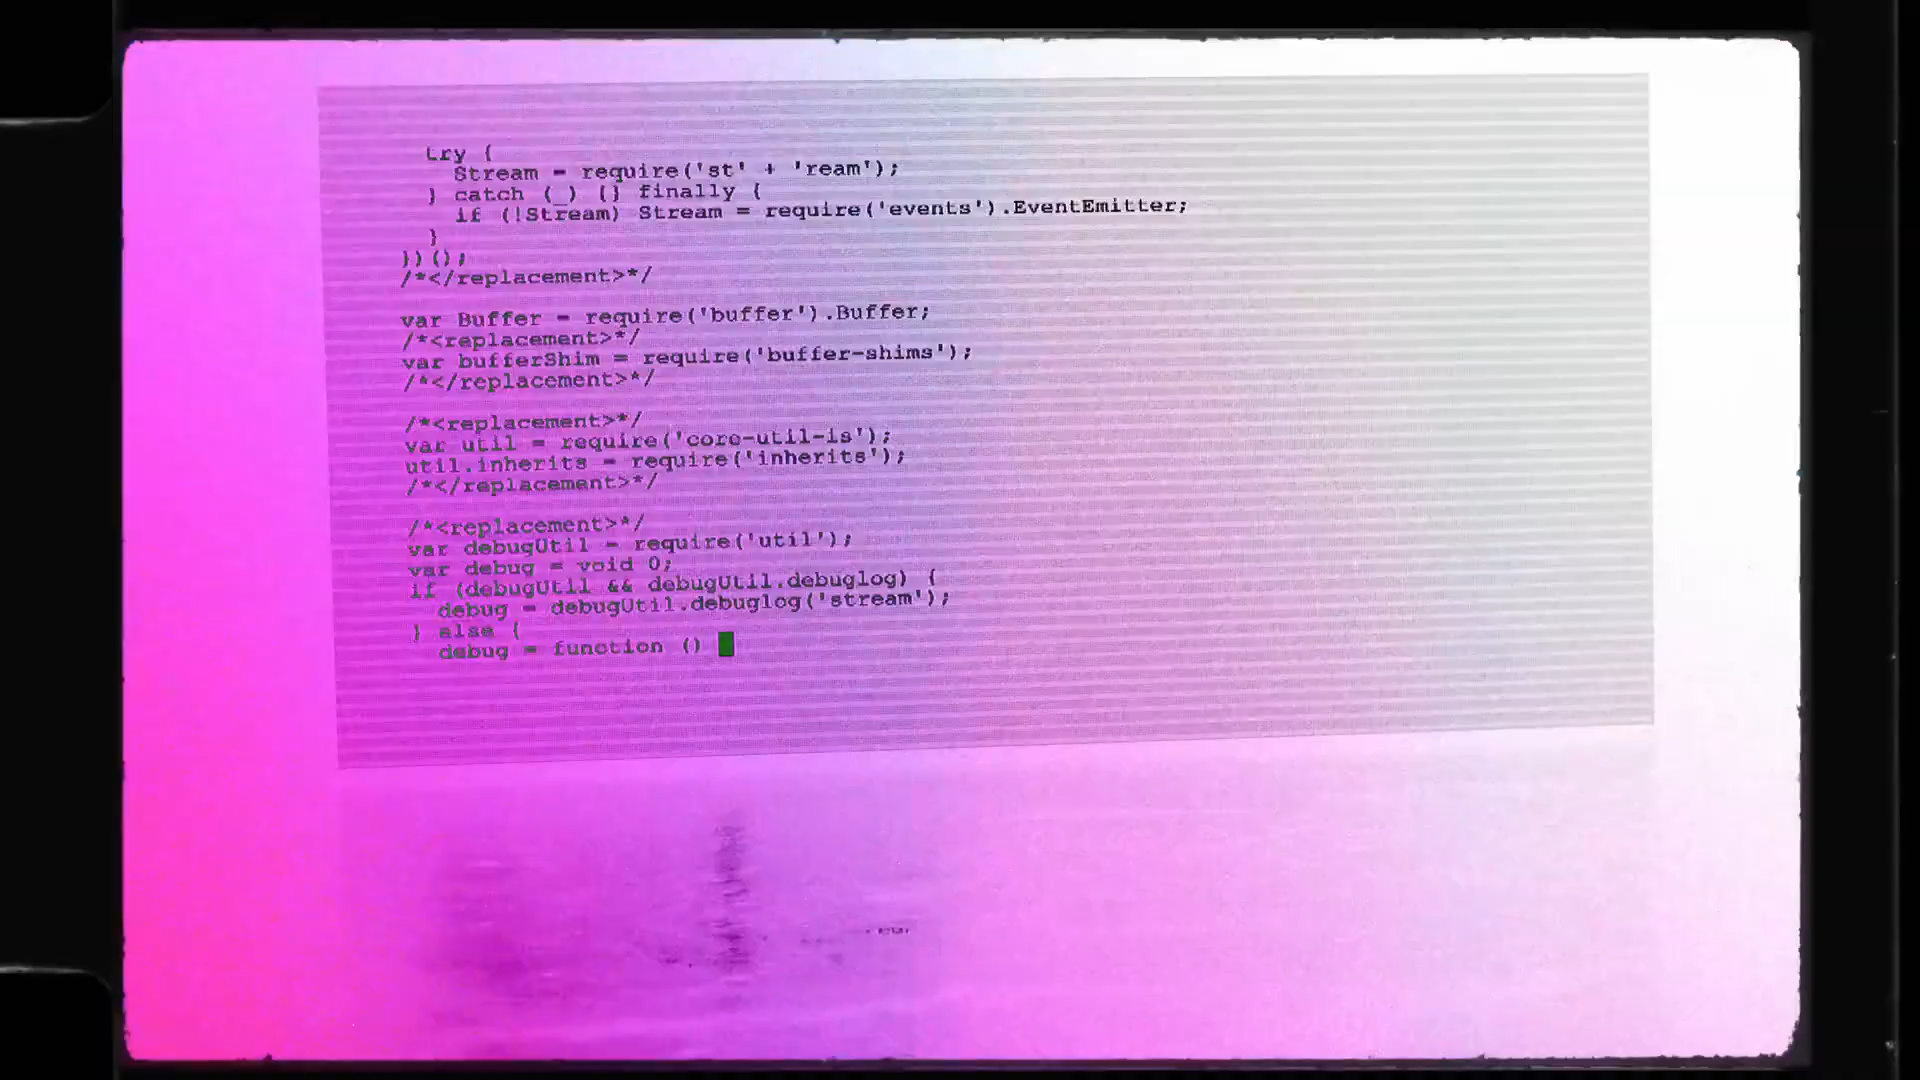 try {
Stream = require('st' + 'ream');
} catch (_) {} finally {
if (!Stream) Stream = require('events').EventEmitter;
}
})();
/*</replacement>*/
var Buffer = require('buffer').Buffer;
/*<replacement>*/
var bufferShim = require('buffer-shims');
/*</replacement>*/
/*<replacement>*/
var util = require('core-util-is');
util.inherits = require('inherits');
/*</replacement>*/
/*<replacement>*/
var debugUtil = require('util');
var debug = void 0;
if (debugUtil && debugUtil.debuglog) {
debug = debugUtil.debuglog('stream');
} else {
debug = function ()